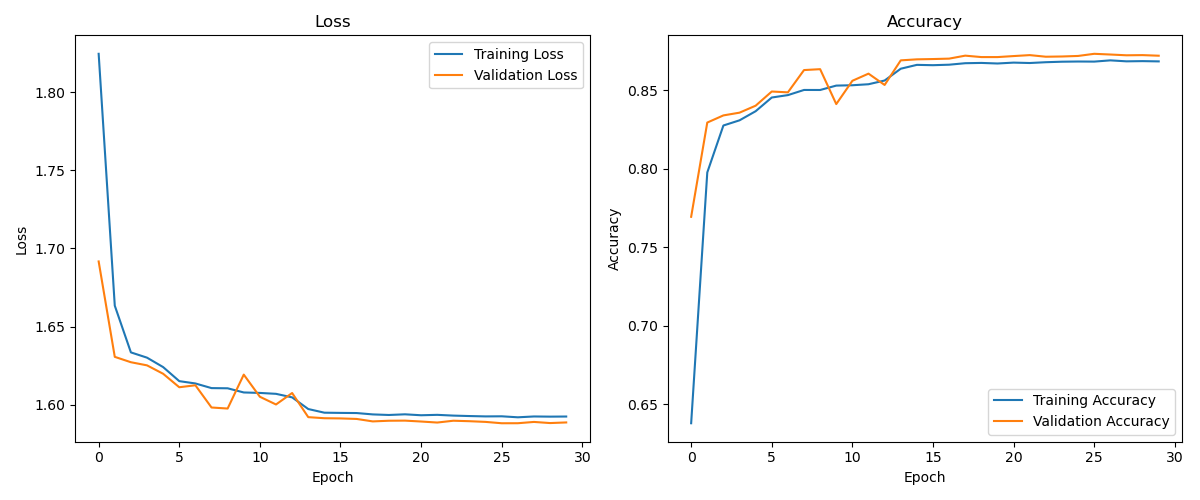 Loss
Training Loss
Validation Loss
1.80
1.75
1.70
1.65
1.60
Loss
0 5 10 15 20 25 30
Epoch
Accuracy
0.85
0.80
0.75
0.70
0.65
Accuracy
Training Accuracy
Validation Accuracy
0 5 10 15 20 25 30
Epoch